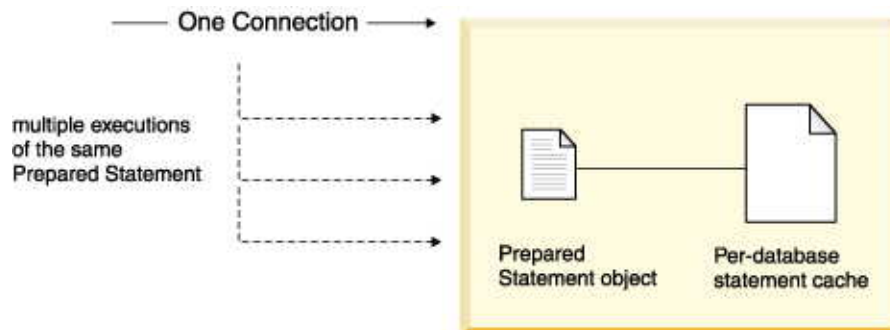 One Connection
multiple executions
of the same
Prepared Statement
Prepared
Statement object
Per-database
statement cache